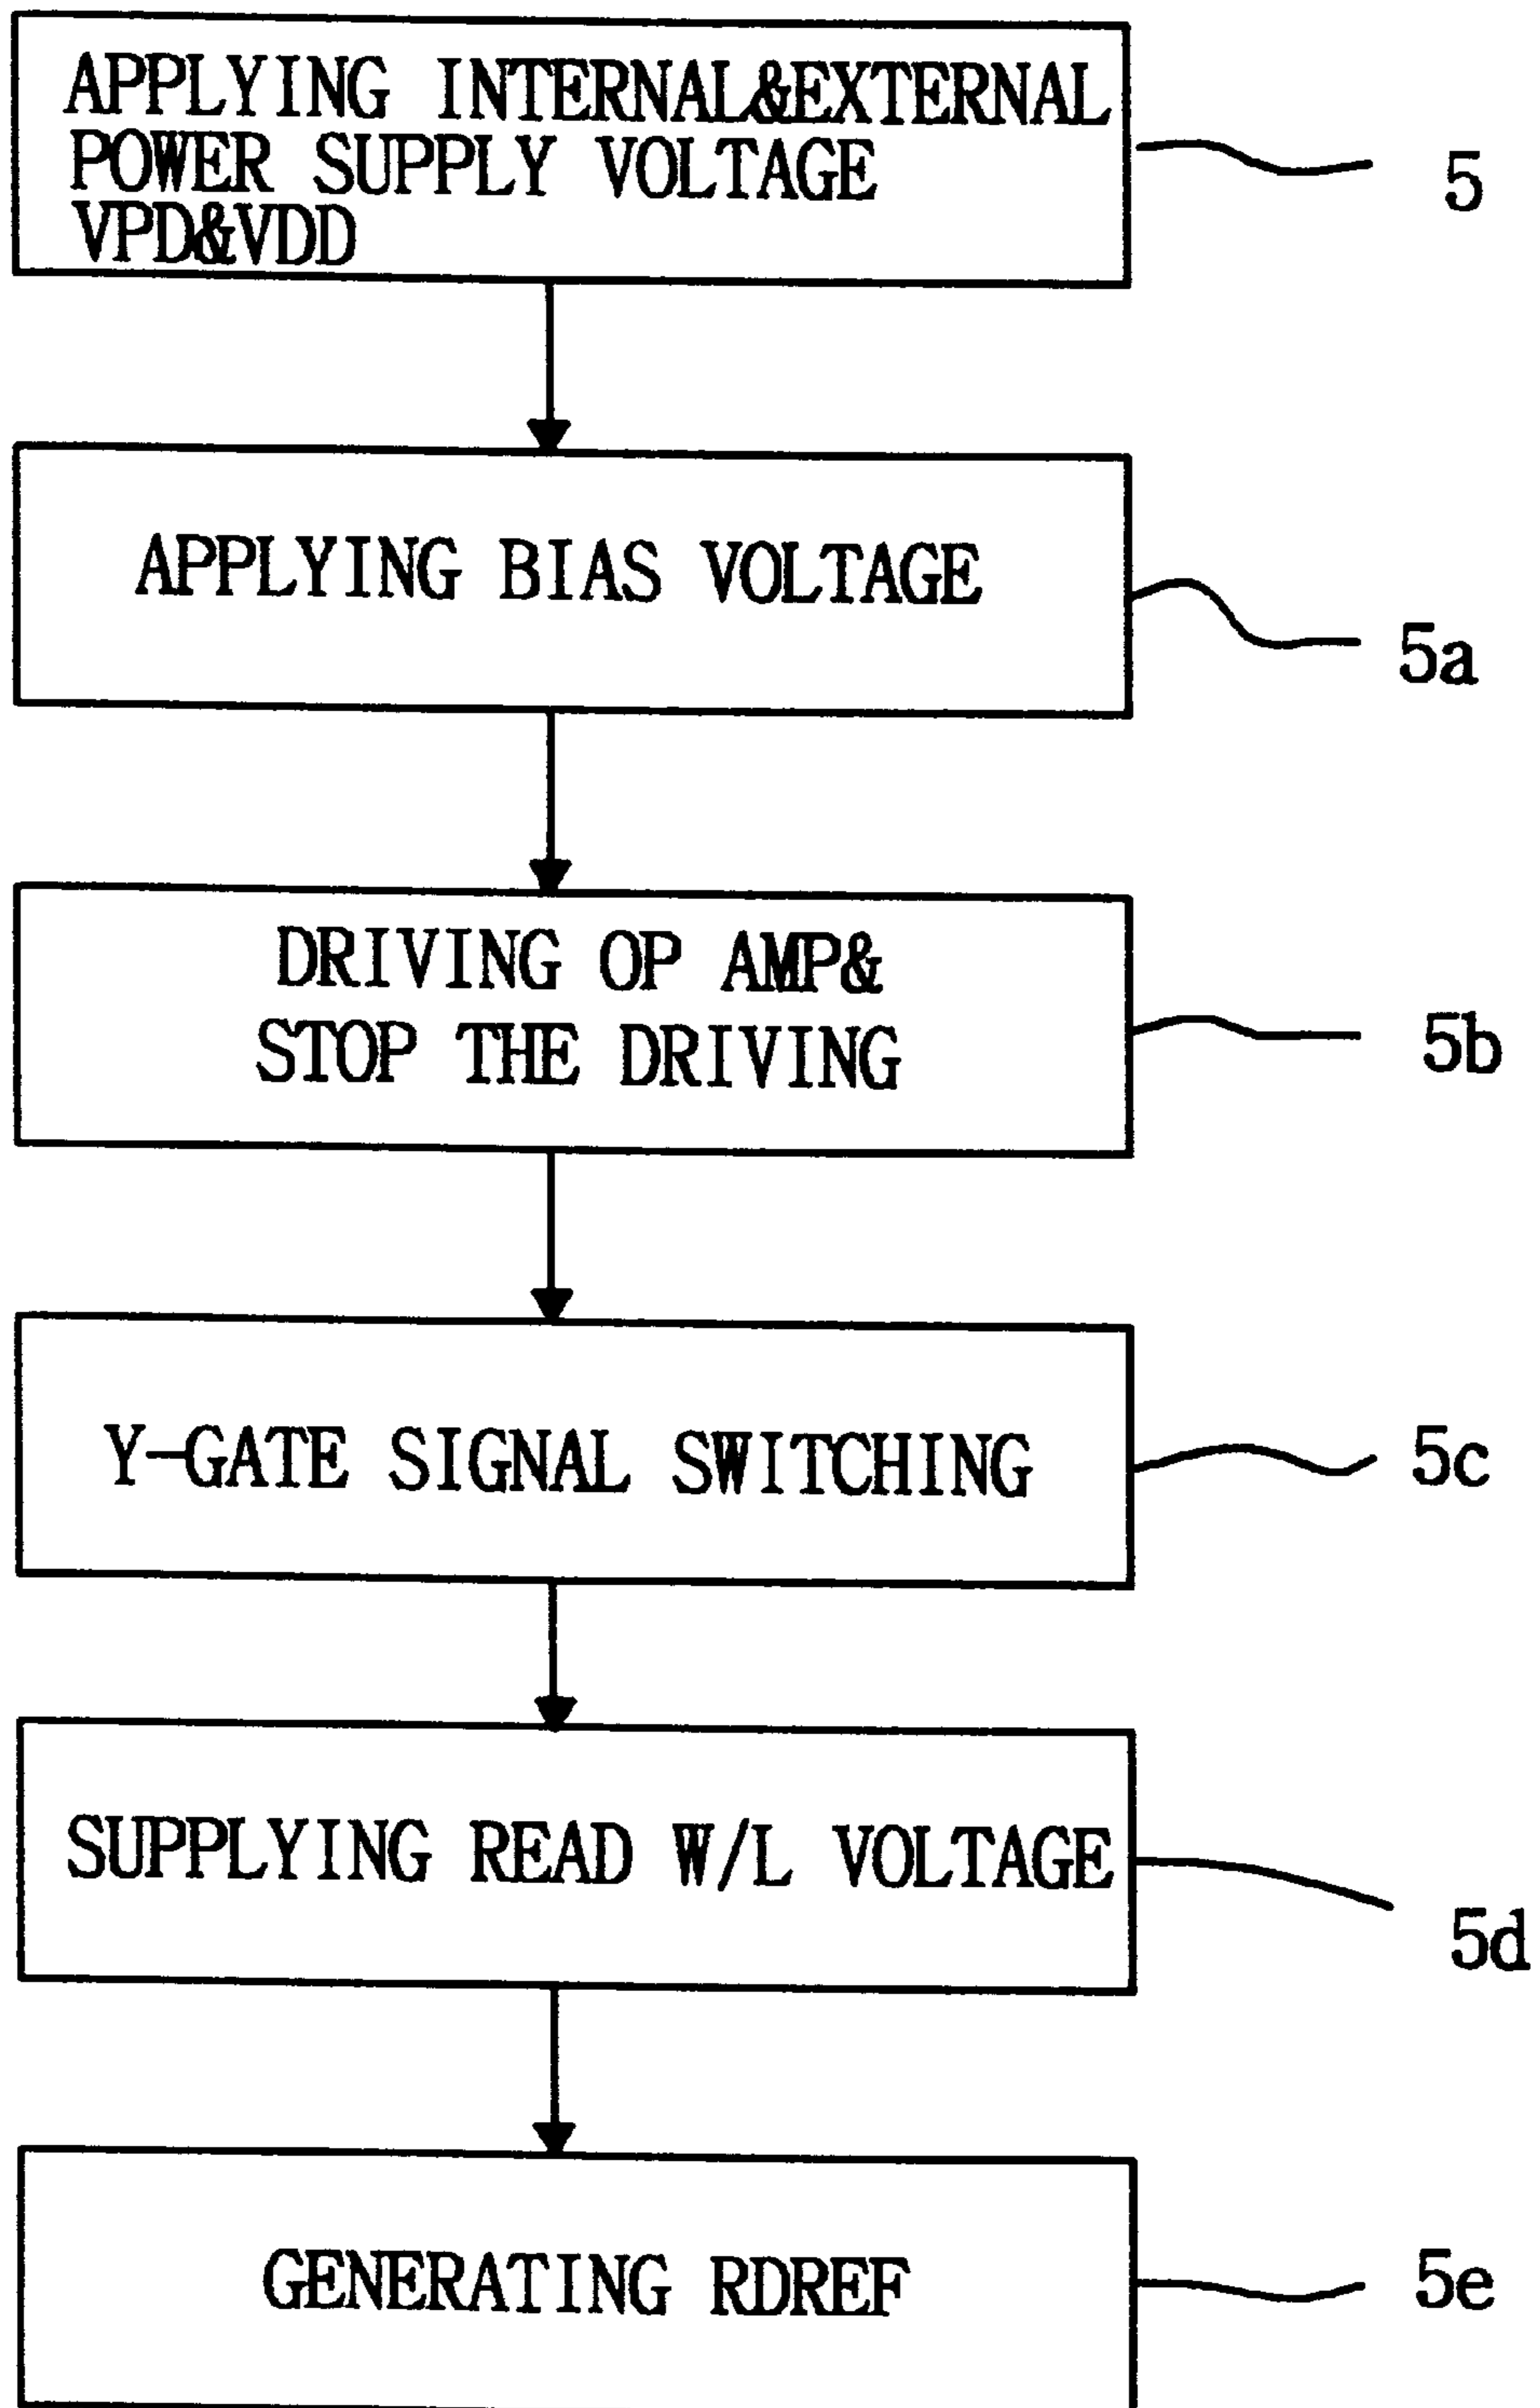 APPLYING INTERNAL&EXTERNAL
POWER SUPPLY VOLTAGE
VPD&VDD
5
APPLYING BIAS VOLTAGE
5a
DRIVING OP AMP&
STOP THE DRIVING
5b
Y-GATE SIGNAL SWITCHING
5c
SUPPLYING READ W/L VOLTAGE
5d
GENERATING RDREF
5e